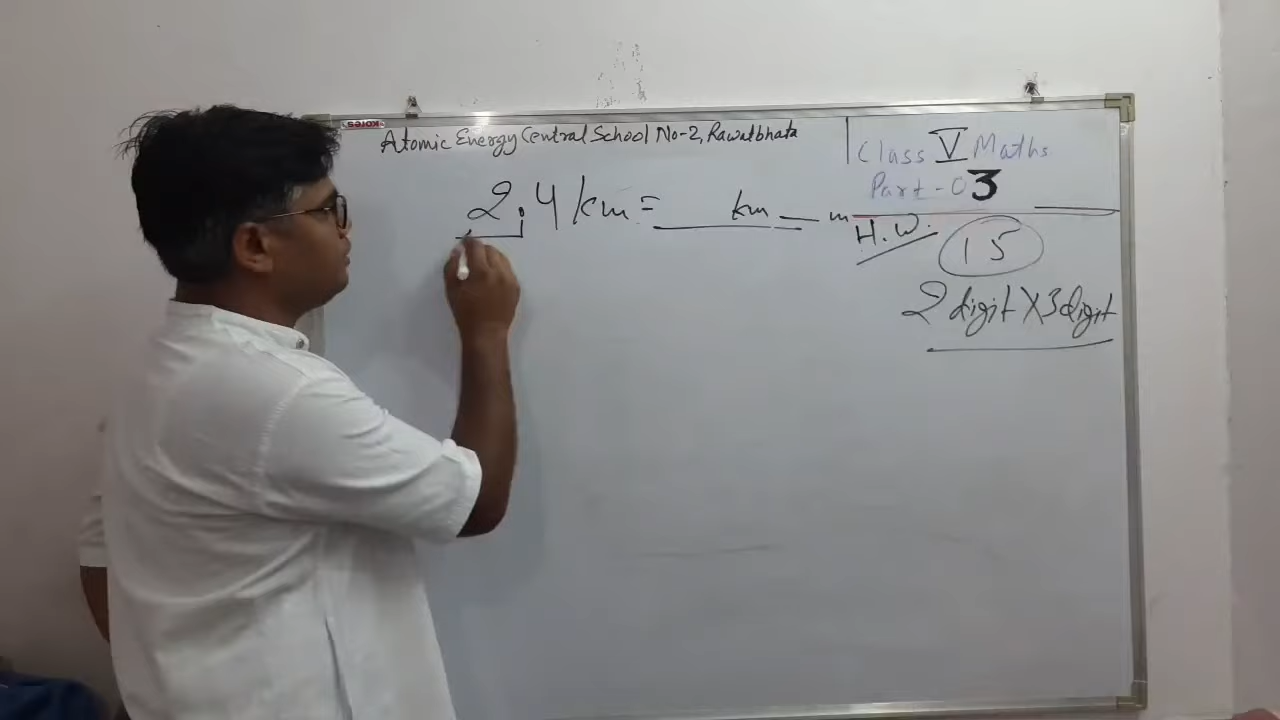 Kores
Atomic Energy Central School No-2, Rawatbhata
Class V Maths
Part-03
2.4 km = ___ km ___ m
H.W. 15
2 digit X 3 digit